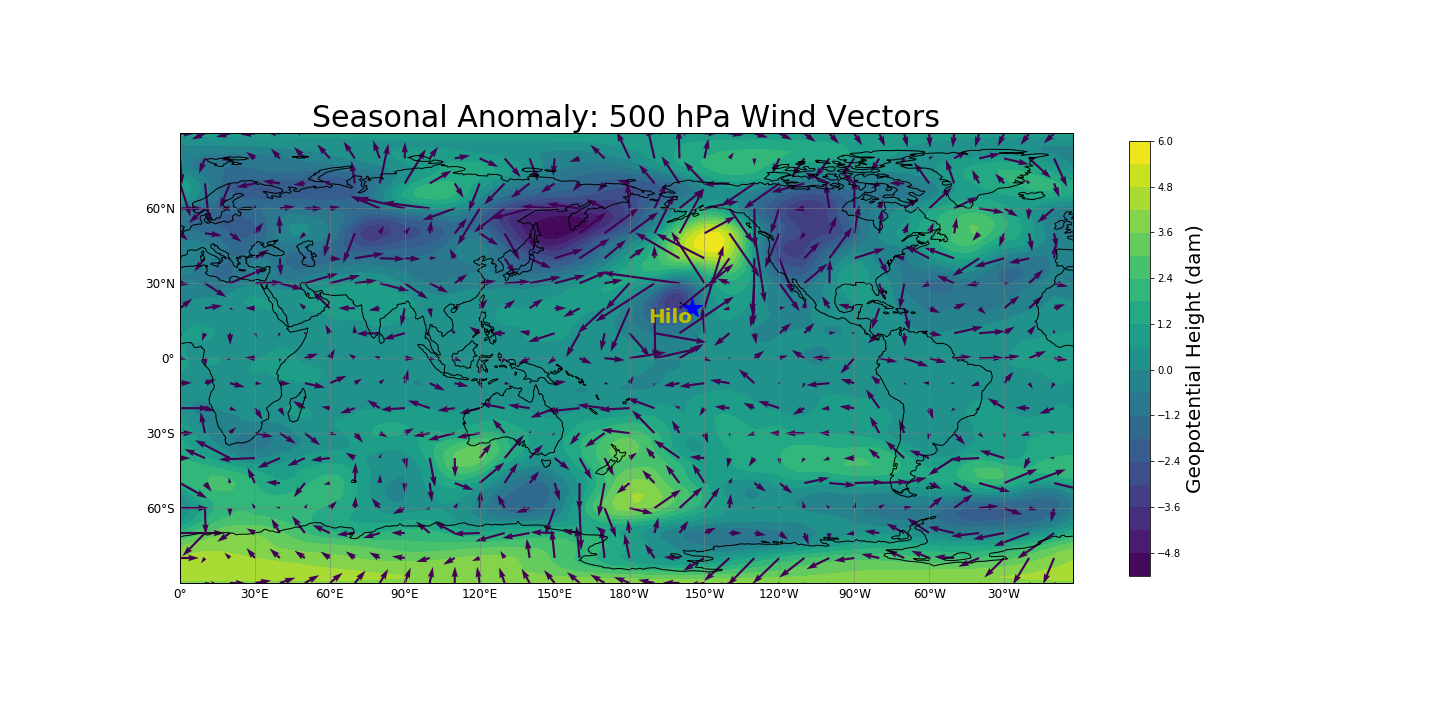 Seasonal Anomaly: 500 hPa Wind Vectors
60°N
30°N
0°
30°S
60°S
Hilo
0° 30°E 60°E 90°E 120°E 150°E 180°W 150°W 120°W 90°W 60°W 30°W
6.0
4.8
3.6
2.4
1.2
0.0
−1.2
−2.4
−3.6
−4.8
Geopotential Height (dam)